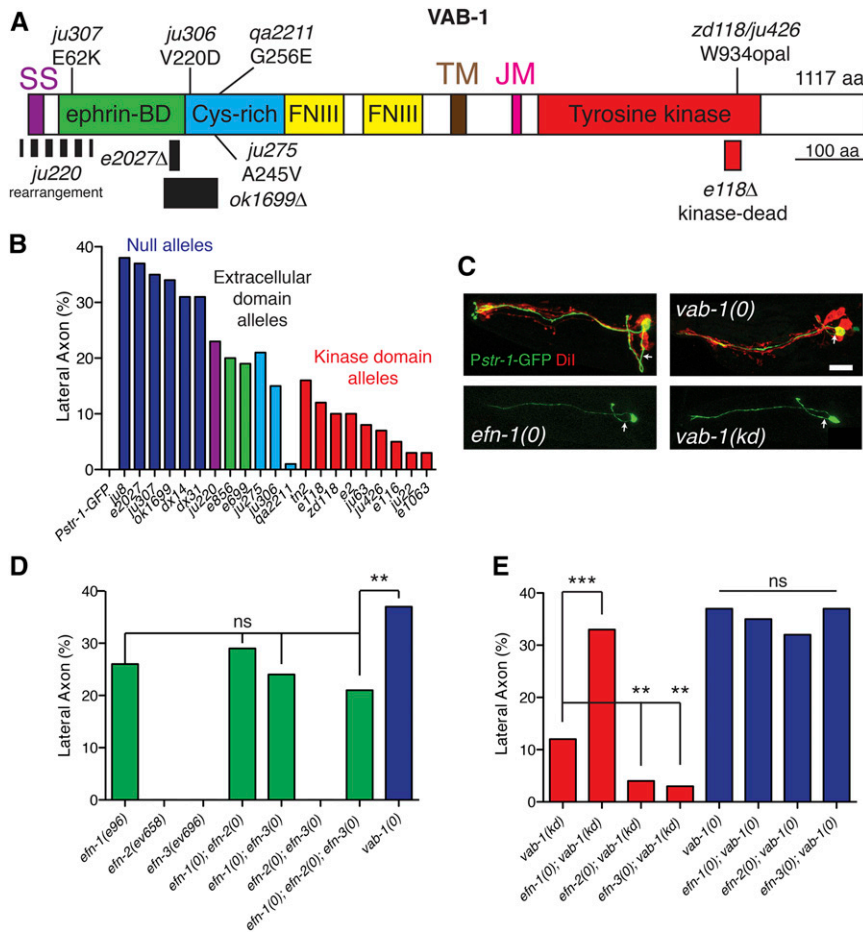 A
VAB-1
ju307
E62K
ju306
V220D
qa2211
G256E
zd118/ju426
W934opal
SS
TM
JM
1117 aa
ephrin-BD
Cys-rich
FNIII
FNIII
Tyrosine kinase
ju220
rearrangement
e2027Δ
ju275
A245V
ok1699Δ
e118Δ
kinase-dead
100 aa
B
Lateral Axon (%)
40
30
20
10
0
Null alleles
Extracellular
domain
alleles
Kinase domain
alleles
Pstr-1-GFP
ju8
e2027
ju307
ok1699
dx14
dx31
ju220
e856
e699
ju275
ju306
qa2211
tn2
e118
zd118
e2
ju63
ju426
e116
ju22
e1063
C
Pstr-1-GFP DiI
vab-1(0)
efn-1(0)
vab-1(kd)
D
Lateral Axon (%)
40
30
20
10
0
ns
**
efn-1(e96)
efn-2(ev658)
efn-3(ev696)
efn-1(0); efn-2(0)
efn-1(0); efn-3(0)
efn-2(0); efn-3(0)
efn-1(0); efn-2(0); efn-3(0)
vab-1(0)
E
Lateral Axon (%)
40
30
20
10
0
***
**
**
ns
vab-1(kd)
efn-1(0); vab-1(kd)
efn-2(0); vab-1(kd)
efn-3(0); vab-1(kd)
vab-1(0)
efn-1(0); vab-1(0)
efn-2(0); vab-1(0)
efn-3(0); vab-1(0)